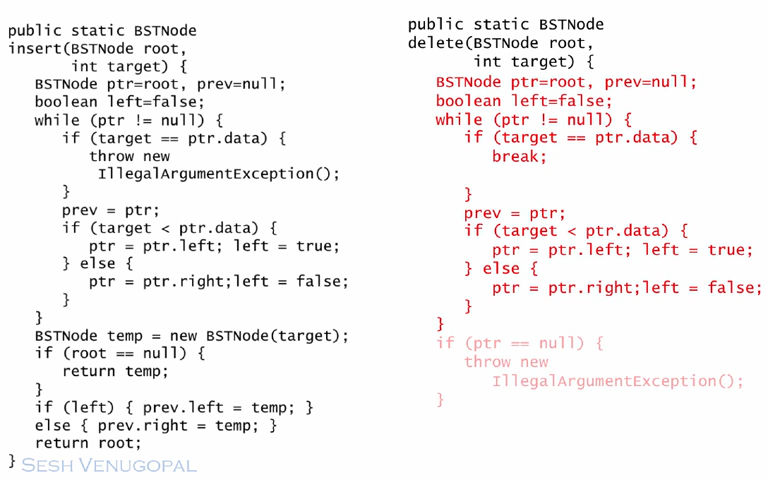 public static BSTNode
insert(BSTNode root,
int target) {
BSTNode ptr=root, prev=null;
boolean left=false;
while (ptr != null) {
if (target == ptr.data) {
throw new
IllegalArgumentException();
}
prev = ptr;
if (target < ptr.data) {
ptr = ptr.left; left = true;
} else {
ptr = ptr.right;left = false;
}
}
BSTNode temp = new BSTNode(target);
if (root == null) {
return temp;
}
if (left) { prev.left = temp; }
else { prev.right = temp; }
return root;
}
SESH VENUGOPAL
public static BSTNode
delete(BSTNode root,
int target) {
BSTNode ptr=root, prev=null;
boolean left=false;
while (ptr != null) {
if (target == ptr.data) {
break;
}
prev = ptr;
if (target < ptr.data) {
ptr = ptr.left; left = true;
} else {
ptr = ptr.right;left = false;
}
}
if (ptr == null) {
throw new
IllegalArgumentException();
}